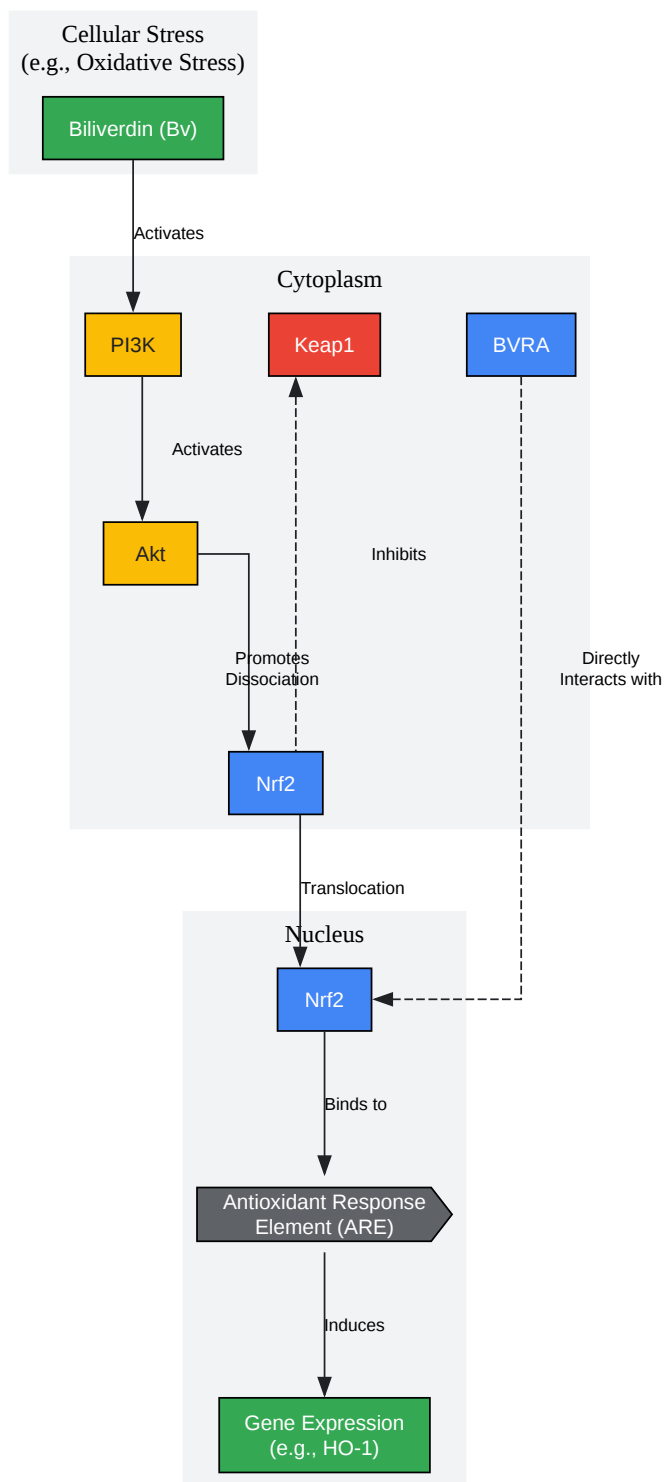 Cellular Stress
(e.g., Oxidative Stress)
Biliverdin (Bv)
Activates
Cytoplasm
PI3K
Keap1
BVRA
Activates
Akt
Inhibits
Promotes
Dissociation
Directly
Interacts with
Nrf2
Translocation
Nucleus
Nrf2
Binds to
Antioxidant Response
Element (ARE)
Induces
Gene Expression
(e.g., HO-1)